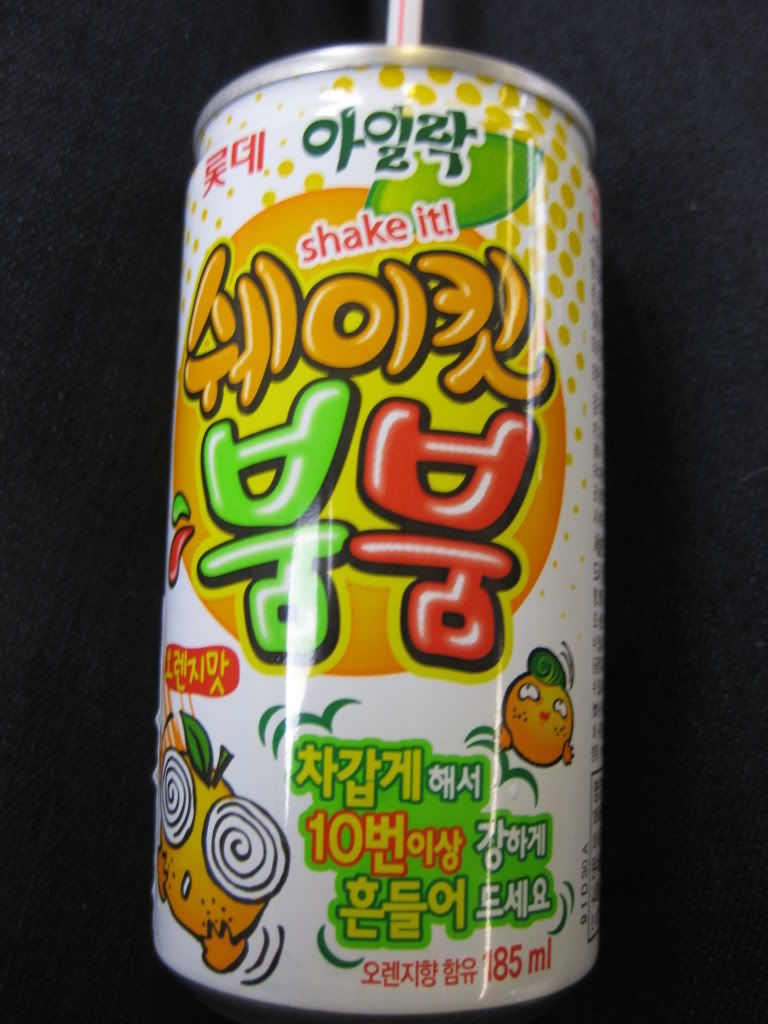 롯데 아일락
shake it!
쉐이킷
붐붐
오렌지맛
차갑게 해서
10번이상 강하게
흔들어 드세요
오렌지향 함유 185 ml